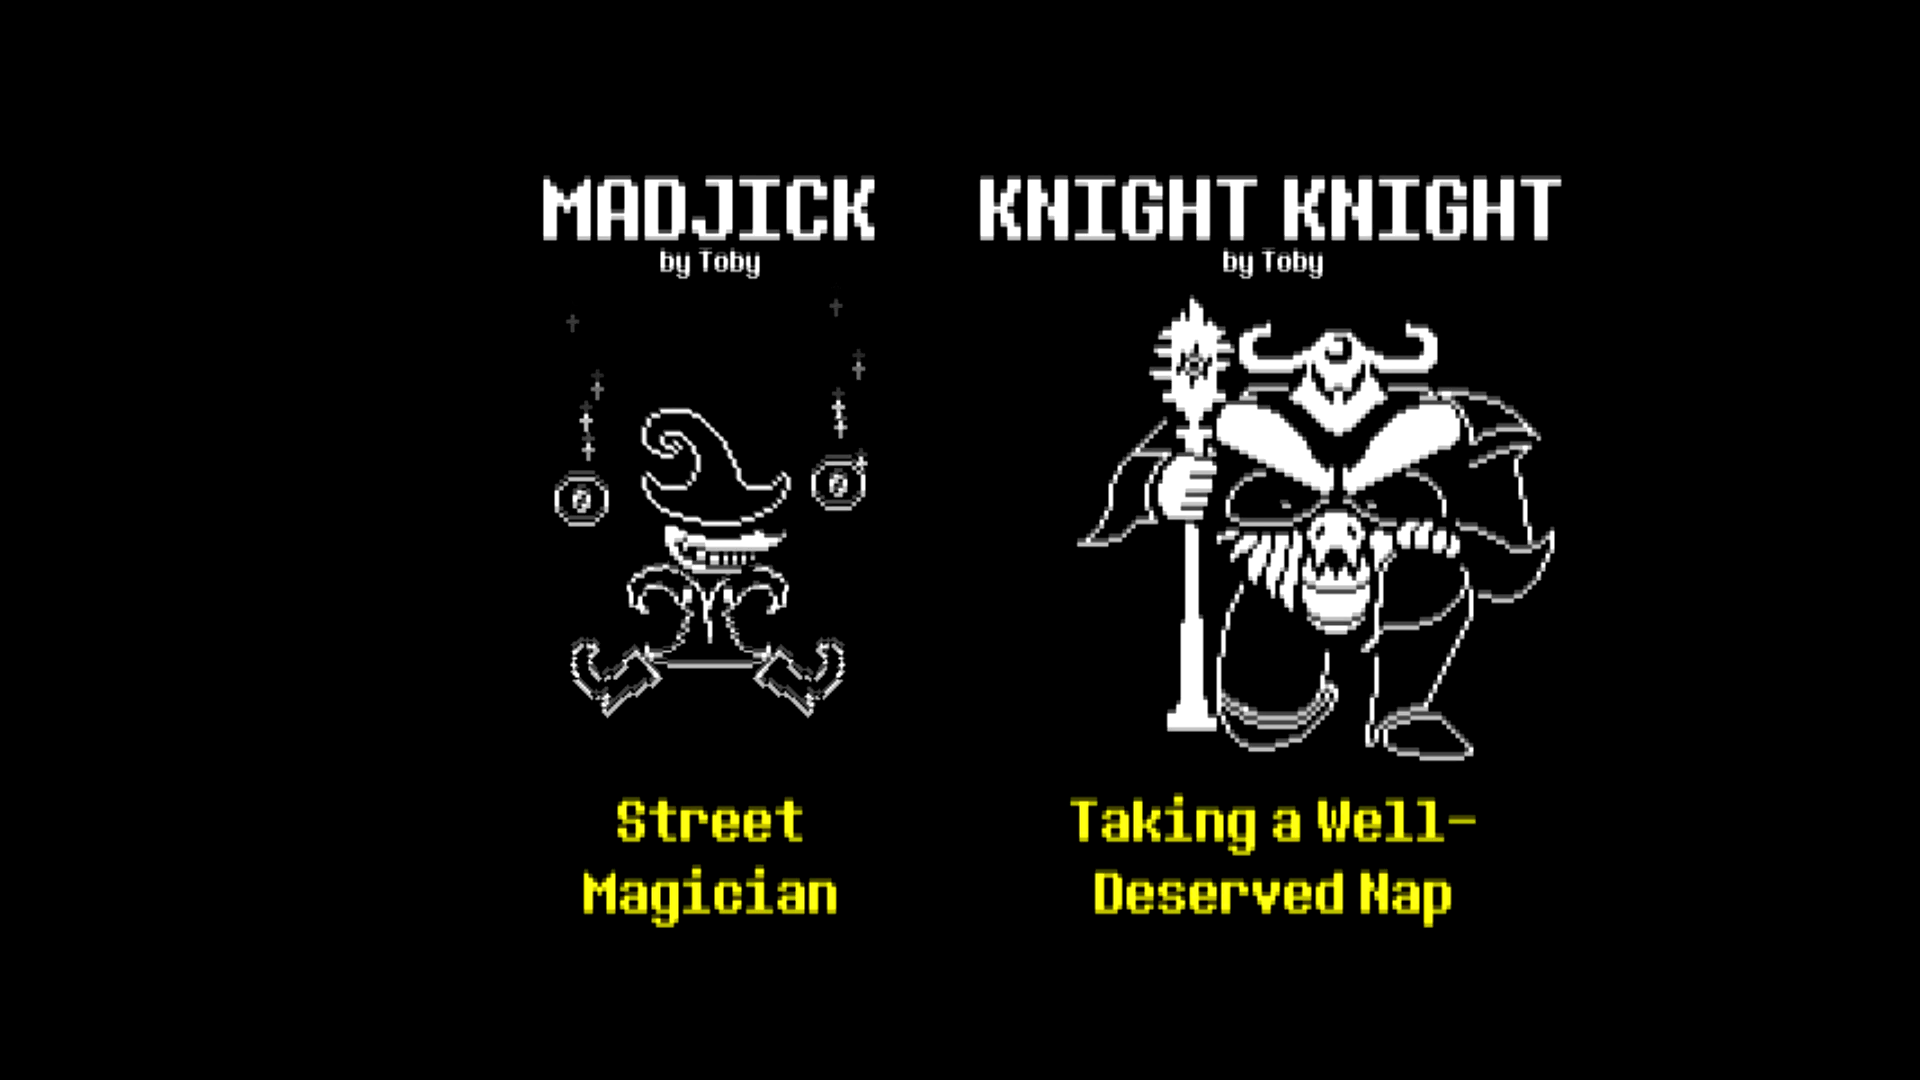 MADJICK
by Toby
Street
Magician
KNIGHT KNIGHT
by Toby
Taking a Well-
Deserved Nap